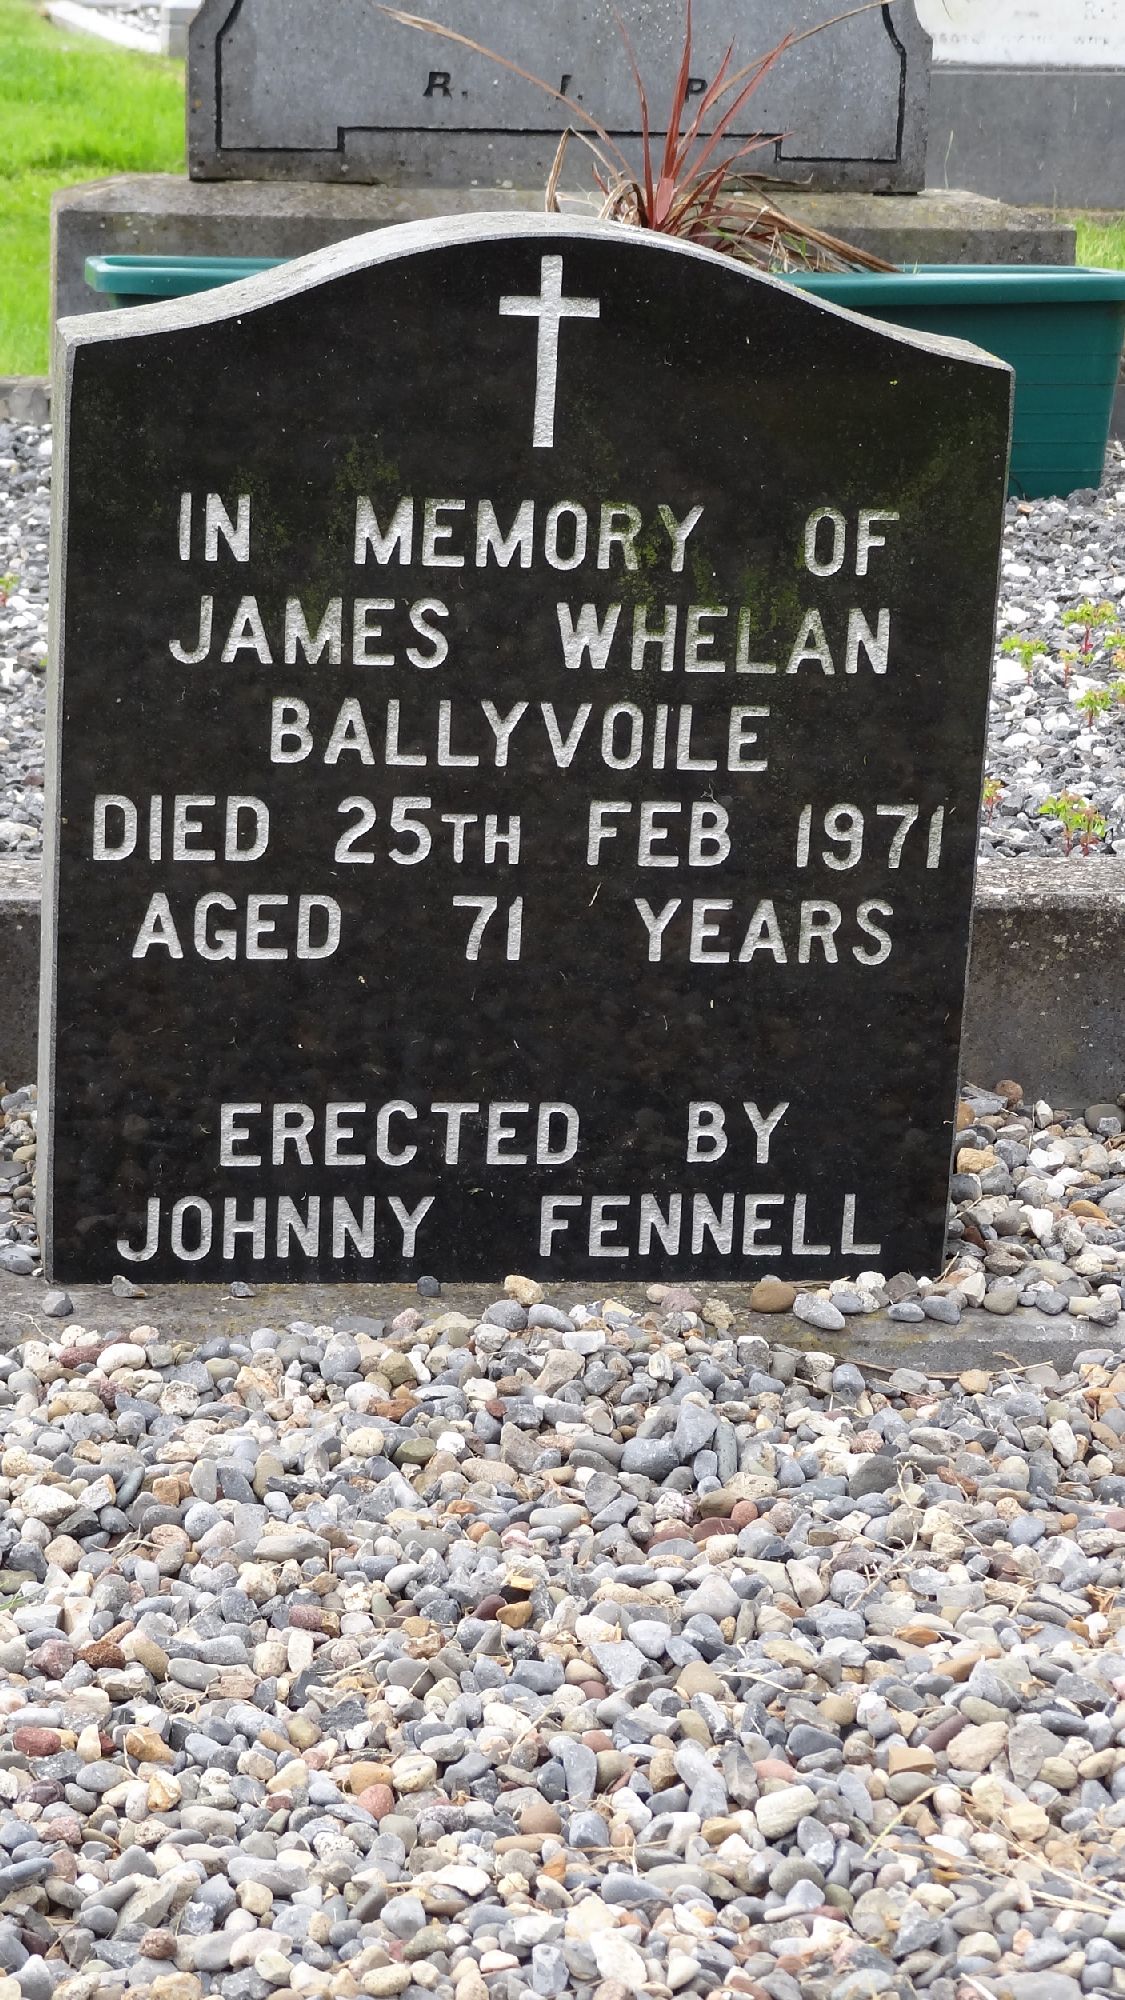 R. I. P.
IN MEMORY OF
JAMES WHELAN
BALLYVOILE
DIED 25TH FEB 1971
AGED 71 YEARS
ERECTED BY
JOHNNY FENNELL